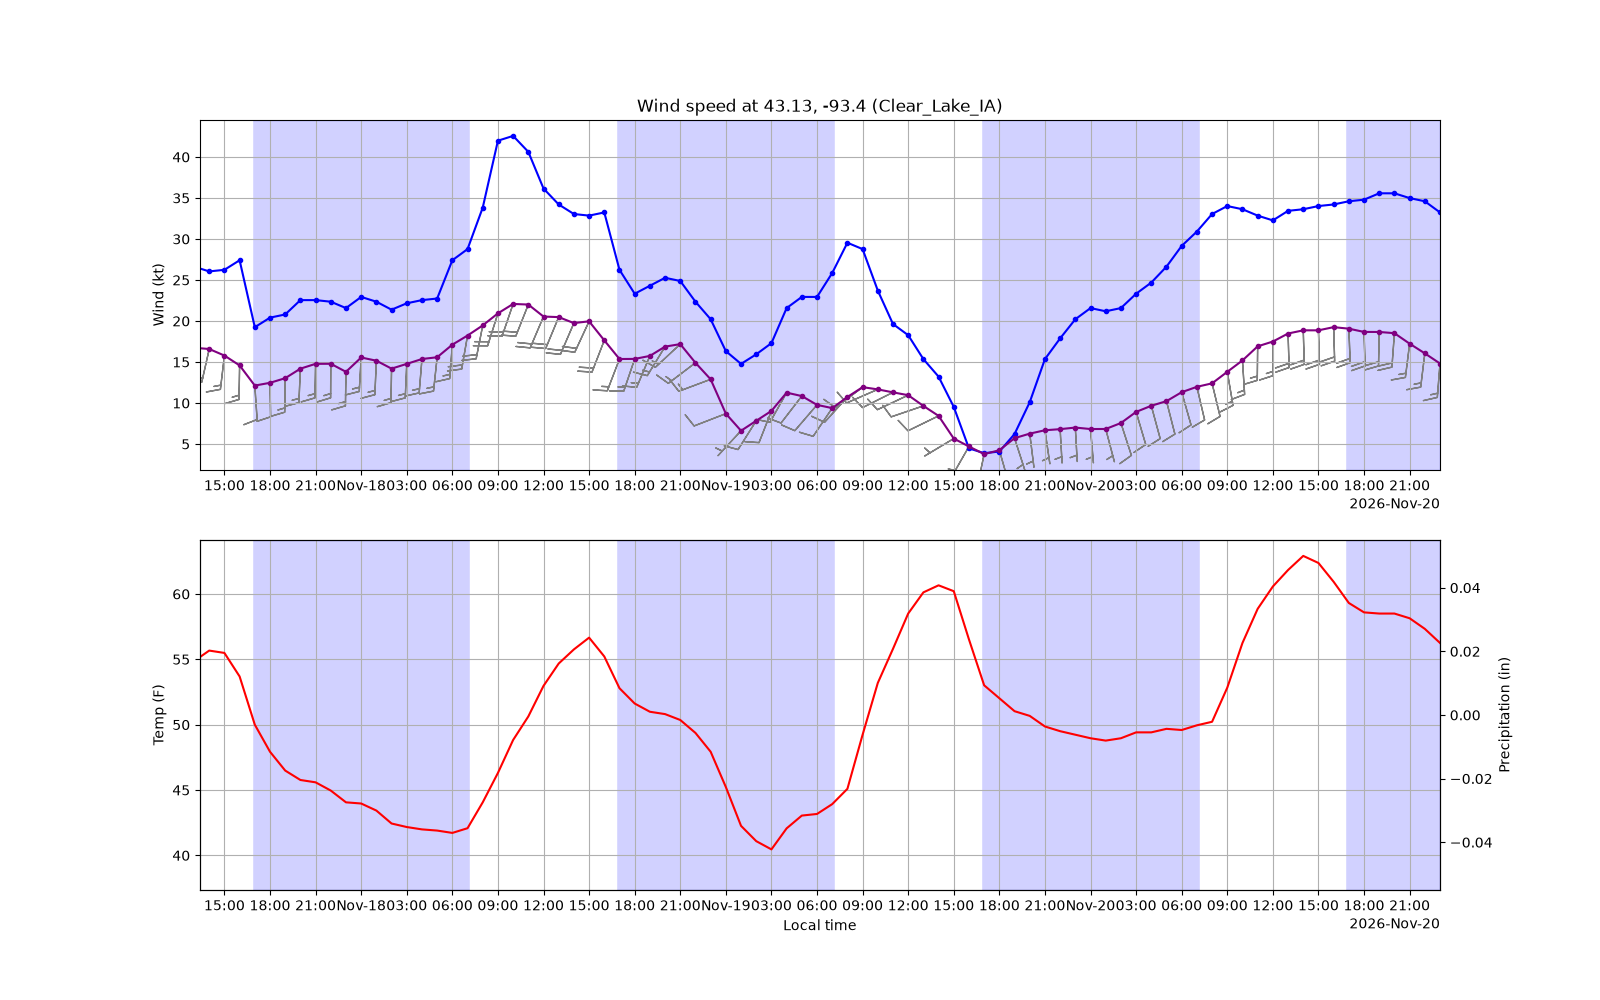 Wind speed at 43.13, -93.4 (Clear_Lake_IA)
Wind (kt)
40
35
30
25
20
15
10
5
15:00 18:00 21:00 Nov-18 03:00 06:00 09:00 12:00 15:00 18:00 21:00 Nov-19 03:00 06:00 09:00 12:00 15:00 18:00 21:00 Nov-20 03:00 06:00 09:00 12:00 15:00 18:00 21:00
2026-Nov-20
Temp (F)
60
55
50
45
40
0.04
0.02
0.00
−0.02
−0.04
Precipitation (in)
15:00 18:00 21:00 Nov-18 03:00 06:00 09:00 12:00 15:00 18:00 21:00 Nov-19 03:00 06:00 09:00 12:00 15:00 18:00 21:00 Nov-20 03:00 06:00 09:00 12:00 15:00 18:00 21:00
2026-Nov-20
Local time